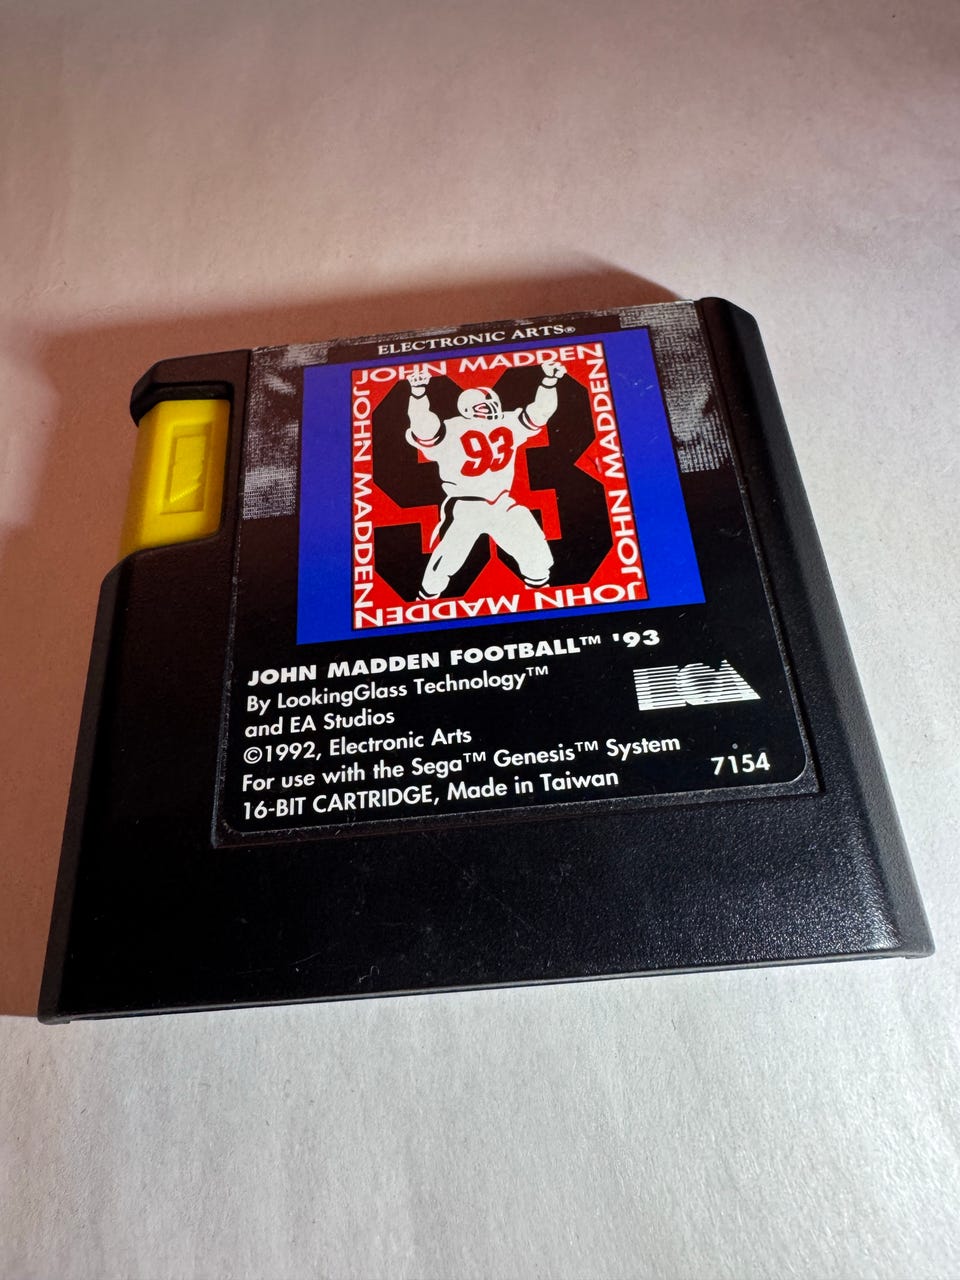 ELECTRONIC ARTS®
JOHN MADDEN
JOHN MADDEN
JOHN MADDEN
JOHN MADDEN
93
93
JOHN MADDEN FOOTBALL™ '93
By LookingGlass Technology™
and EA Studios
EA
©1992, Electronic Arts
For use with the Sega™ Genesis™ System
16-BIT CARTRIDGE, Made in Taiwan
7154